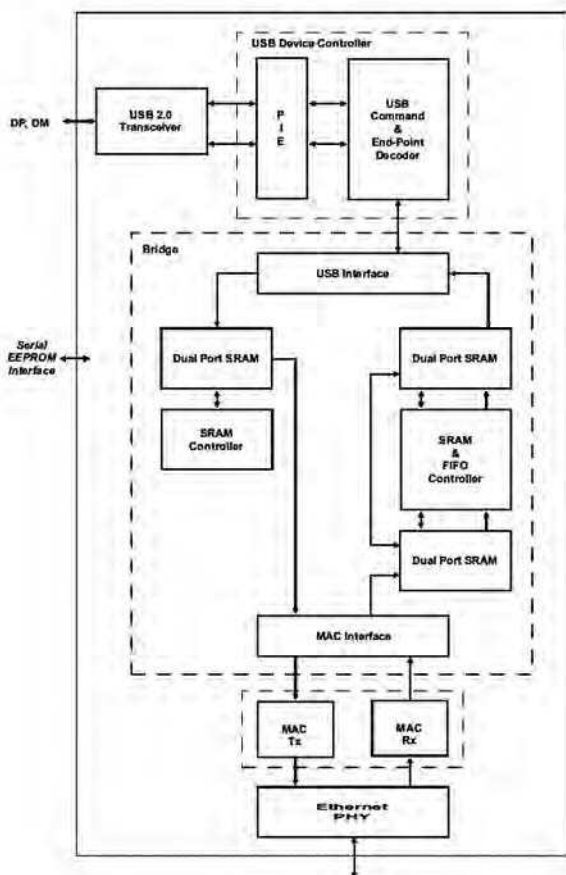 USB Device Controller
DP, DM
USB 2.0
Transceiver
P
I
E
USB
Command
&
End-Point
Decoder
Bridge
USB Interface
Serial
EEPROM
Interface
Dual Port SRAM
Dual Port SRAM
SRAM
Controller
SRAM
&
FIFO
Controller
Dual Port SRAM
MAC Interface
MAC
Tx
MAC
Rx
Ethernet
PHY